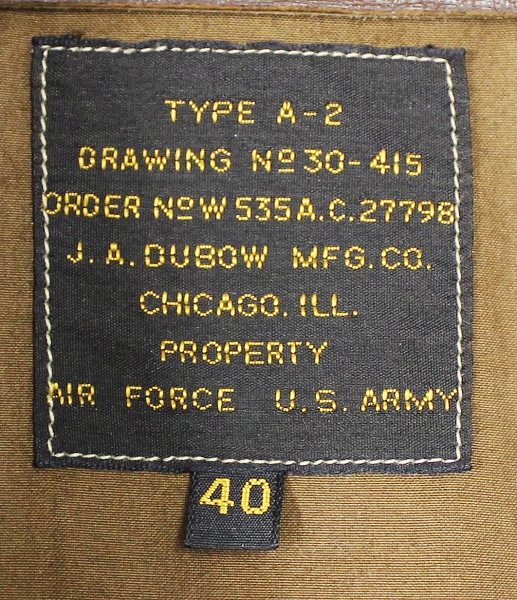 TYPE A-2
DRAWING Nº 30-415
ORDER Nº W 535 A.C. 27798
J.A. DUBOW MFG. CO.
CHICAGO. ILL.
PROPERTY
AIR FORCE U.S. ARMY
40